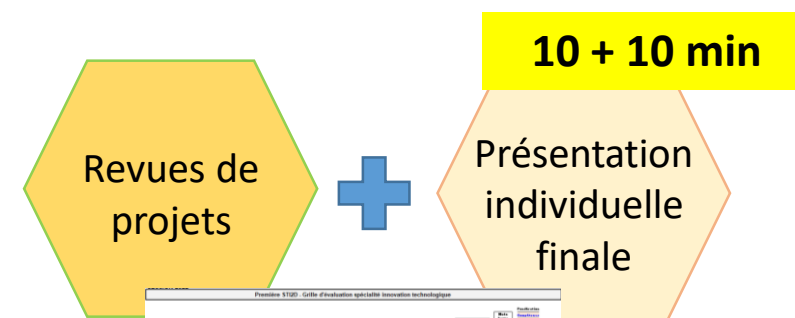 10 + 10 min
Revues de
projets
Présentation
individuelle
finale
Première STI2D - Grille d'évaluation spécialité innovation technologique